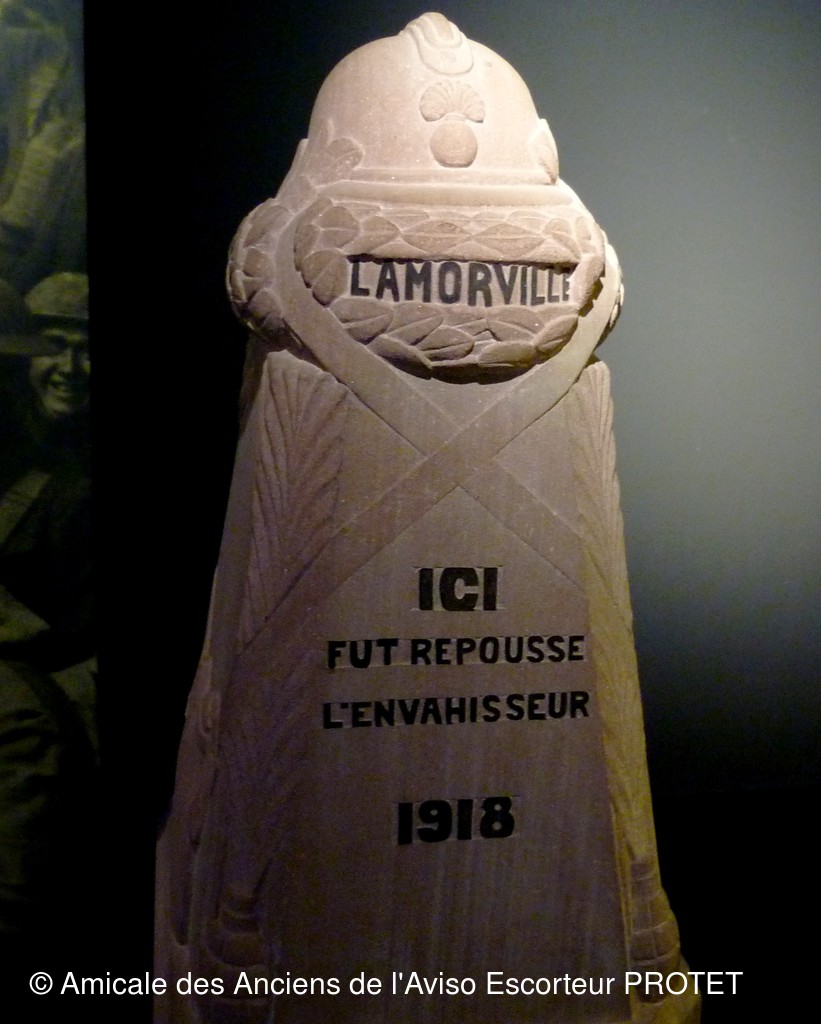 LAMORVILLE
ICI
FUT REPOUSSE
L'ENVAHISSEUR
1918
© Amicale des Anciens de l'Aviso Escorteur PROTET